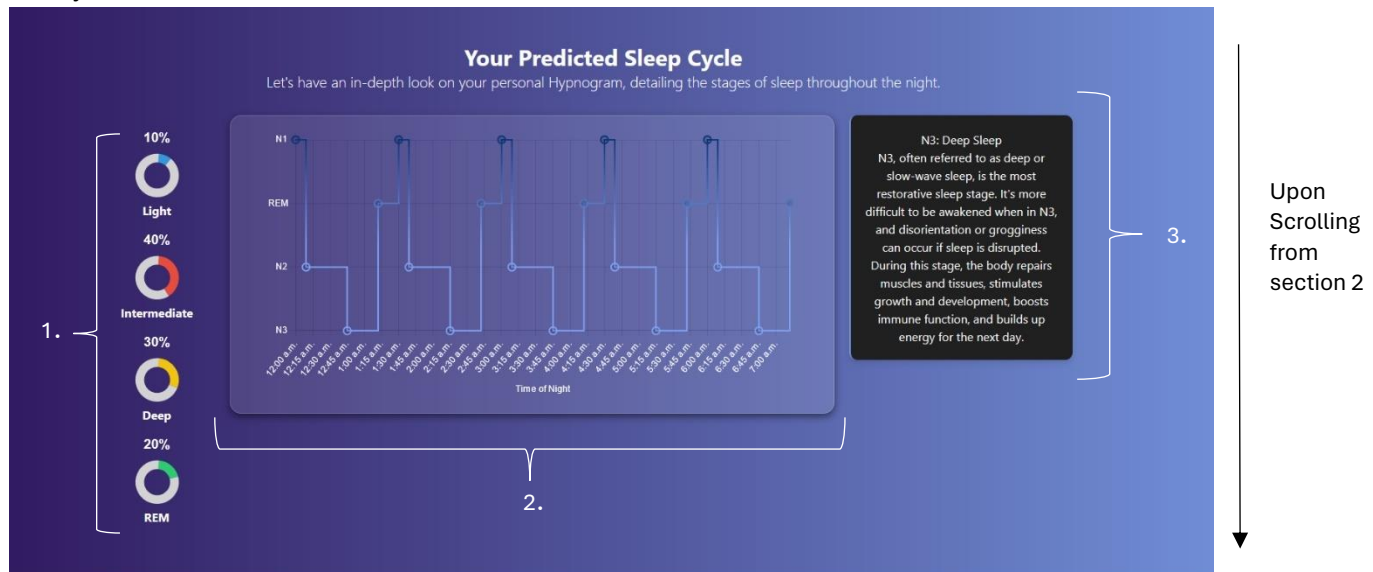 Your Predicted Sleep Cycle
Let's have an in-depth look on your personal Hypnogram, detailing the stages of sleep throughout the night.
1.
10%
Light
40%
Intermediate
30%
Deep
20%
REM
N1
REM
N2
N3
12:00 a.m.
12:15 a.m.
12:30 a.m.
12:45 a.m.
1:00 a.m.
1:15 a.m.
1:30 a.m.
1:45 a.m.
2:00 a.m.
2:15 a.m.
2:30 a.m.
2:45 a.m.
3:00 a.m.
3:15 a.m.
3:30 a.m.
3:45 a.m.
4:00 a.m.
4:15 a.m.
4:30 a.m.
4:45 a.m.
5:00 a.m.
5:15 a.m.
5:30 a.m.
5:45 a.m.
6:00 a.m.
6:15 a.m.
6:30 a.m.
6:45 a.m.
7:00 a.m.
Time of Night
2.
N3: Deep Sleep
N3, often referred to as deep or
slow-wave sleep, is the most
restorative sleep stage. It's more
difficult to be awakened when in N3,
and disorientation or grogginess
can occur if sleep is disrupted.
During this stage, the body repairs
muscles and tissues, stimulates
growth and development, boosts
immune function, and builds up
energy for the next day.
3.
Upon
Scrolling
from
section 2